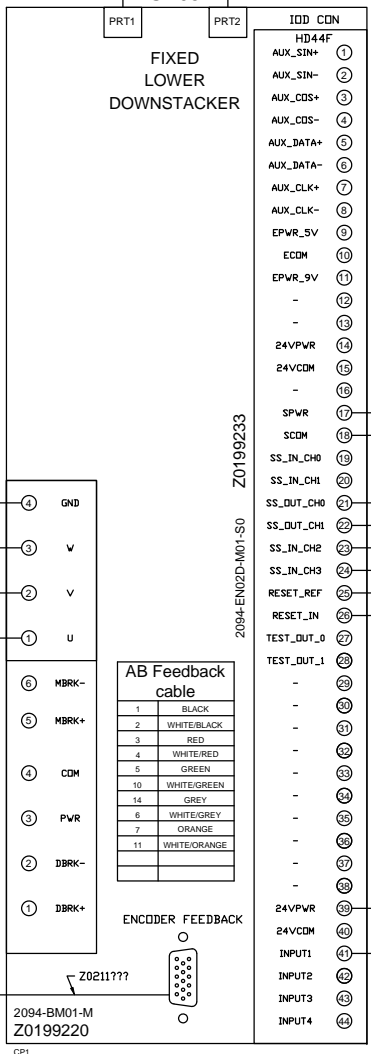 PRT1
PRT2
FIXED
LOWER
DOWNSTACKER
IOD CON
HD44F
AUX_SIN+ 1
AUX_SIN- 2
AUX_COS+ 3
AUX_COS- 4
AUX_DATA+ 5
AUX_DATA- 6
AUX_CLK+ 7
AUX_CLK- 8
EPWR_5V 9
ECOM 10
EPWR_9V 11
- 12
- 13
24VPWR 14
24VCOM 15
- 16
SPWR 17
SCOM 18
SS_IN_CH0 19
SS_IN_CH1 20
SS_OUT_CH0 21
SS_OUT_CH1 22
SS_IN_CH2 23
SS_IN_CH3 24
RESET_REF 25
RESET_IN 26
TEST_OUT_0 27
TEST_OUT_1 28
- 29
- 30
- 31
- 32
- 33
- 34
- 35
- 36
- 37
- 38
24VPWR 39
24VCOM 40
INPUT1 41
INPUT2 42
INPUT3 43
INPUT4 44
Z0199233
2094-EN02D-M01-S0
4 GND
3 W
2 V
1 U
6 MBRK-
5 MBRK+
4 COM
3 PWR
2 DBRK-
1 DBRK+
AB Feedback
cable
1 BLACK
2 WHITE/BLACK
3 RED
4 WHITE/RED
5 GREEN
10 WHITE/GREEN
14 GREY
6 WHITE/GREY
7 ORANGE
11 WHITE/ORANGE
ENCODER FEEDBACK
Z0211???
2094-BM01-M
Z0199220
CP1